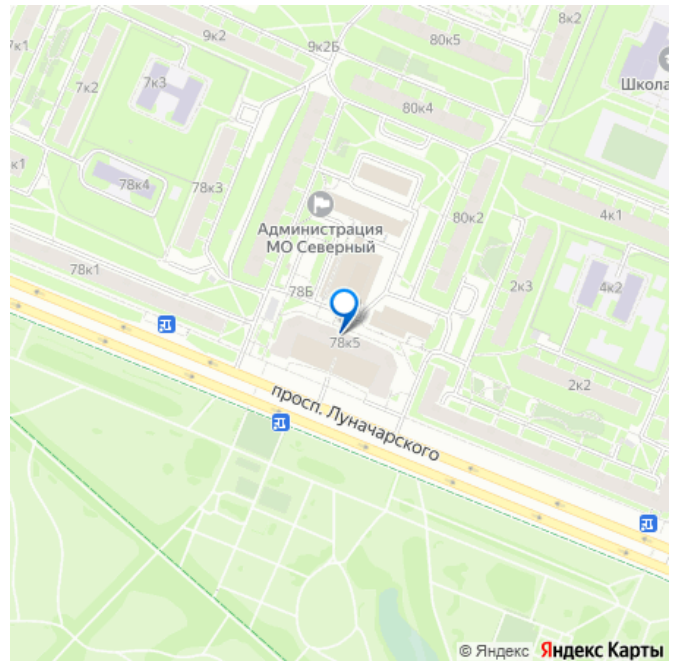 8к2
9к2
9к2Б
80к5
7к1
7к3
7к2
Школа
80к4
к1
78к4
78к3
Администрация
МО Северный
80к2
4к1
78к1
78Б
2к3
4к2
78к5
2к2
просп. Луначарского
© Яндекс Яндекс Карты